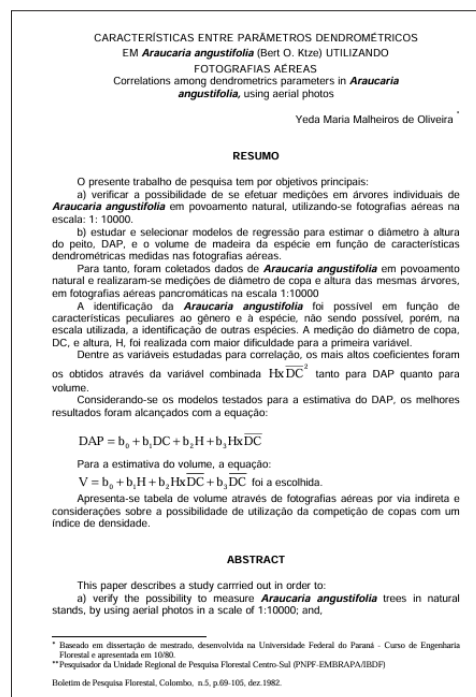 CARACTERÍSTICAS ENTRE PARÂMETROS DENDROMÉTRICOS
EM Araucaria angustifolia (Bert O. Ktze) UTILIZANDO
FOTOGRAFIAS AÉREAS
Correlations among dendrometrics parameters in Araucaria
angustifolia, using aerial photos
Yeda Maria Malheiros de Oliveira *
RESUMO
O presente trabalho de pesquisa tem por objetivos principais:
a) verificar a possibilidade de se efetuar medições em árvores individuais de
Araucaria angustifolia em povoamento natural, utilizando-se fotografias aéreas na
escala: 1: 10000.
b) estudar e selecionar modelos de regressão para estimar o diâmetro à altura
do peito, DAP, e o volume de madeira da espécie em função de características
dendrométricas medidas nas fotografias aéreas.
Para tanto, foram coletados dados de Araucaria angustifolia em povoamento
natural e realizaram-se medições de diâmetro de copa e altura das mesmas árvores,
em fotografias aéreas pancromáticas na escala 1:10000
A identificação da Araucaria angustifolia foi possível em função de
características peculiares ao gênero e à espécie, não sendo possível, porém, na
escala utilizada, a identificação de outras espécies. A medição do diâmetro de copa,
DC, e altura, H, foi realizada com maior dificuldade para a primeira variável.
Dentre as variáveis estudadas para correlação, os mais altos coeficientes foram
os obtidos através da variável combinada Hx\overline{DC}² tanto para DAP quanto para
volume.
Considerando-se os modelos testados para a estimativa do DAP, os melhores
resultados foram alcançados com a equação:
DAP = b₀ + b₁DC + b₂H + b₃Hx\overline{DC}
Para a estimativa do volume, a equação:
V = b₀ + b₁H + b₂Hx\overline{DC} + b₃\overline{DC} foi a escolhida.
Apresenta-se tabela de volume através de fotografias aéreas por via indireta e
considerações sobre a possibilidade de utilização da competição de copas com um
índice de densidade.
ABSTRACT
This paper describes a study carrried out in order to:
a) verify the possibility to measure Araucaria angustifolia trees in natural
stands, by using aerial photos in a scale of 1:10000; and,
* Baseado em dissertação de mestrado, desenvolvida na Universidade Federal do Paraná - Curso de Engenharia
Florestal e apresentada em 10/80.
** Pesquisador da Unidade Regional de Pesquisa Florestal Centro-Sul (PNPF-EMBRAPA/IBDF)
Boletim de Pesquisa Florestal, Colombo, n.5, p.69-105, dez.1982.